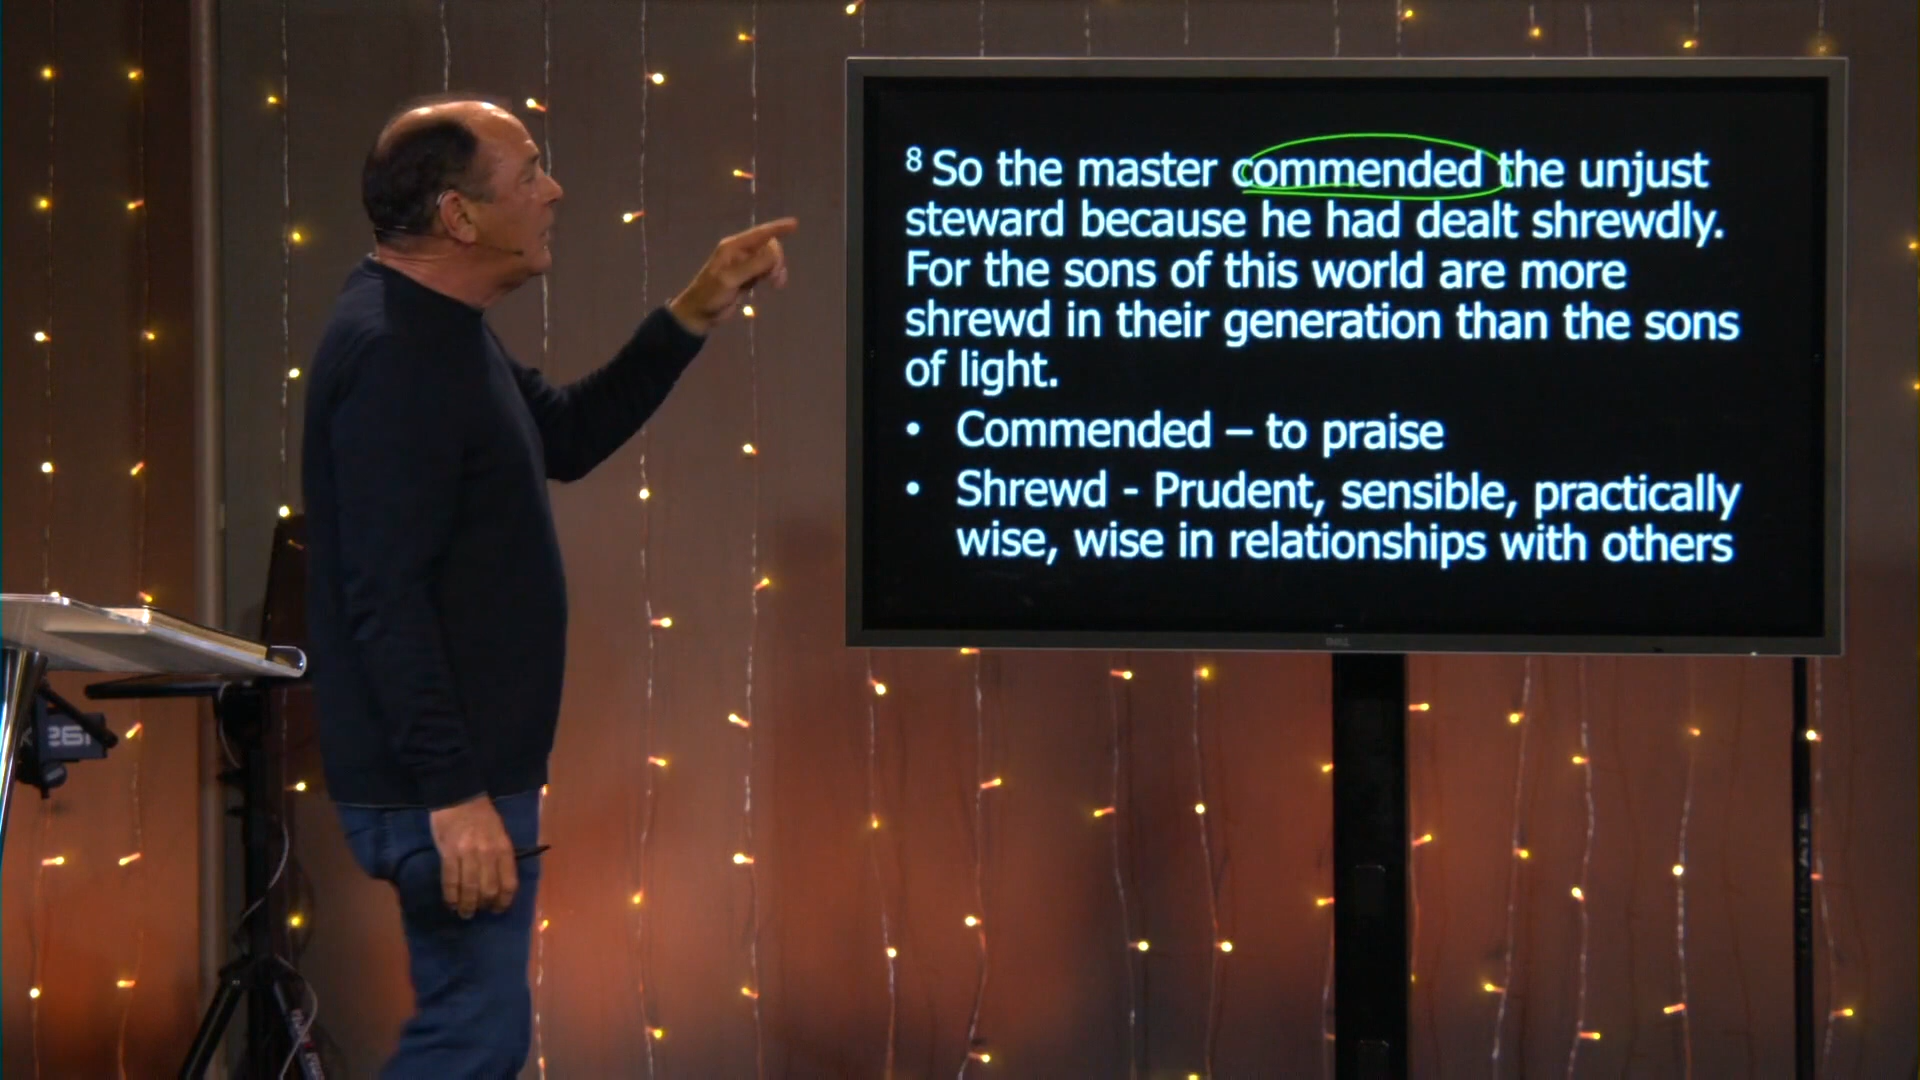 8 So the master commended the unjust
steward because he had dealt shrewdly.
For the sons of this world are more
shrewd in their generation than the sons
of light.
• Commended – to praise
• Shrewd - Prudent, sensible, practically
wise, wise in relationships with others
DELL